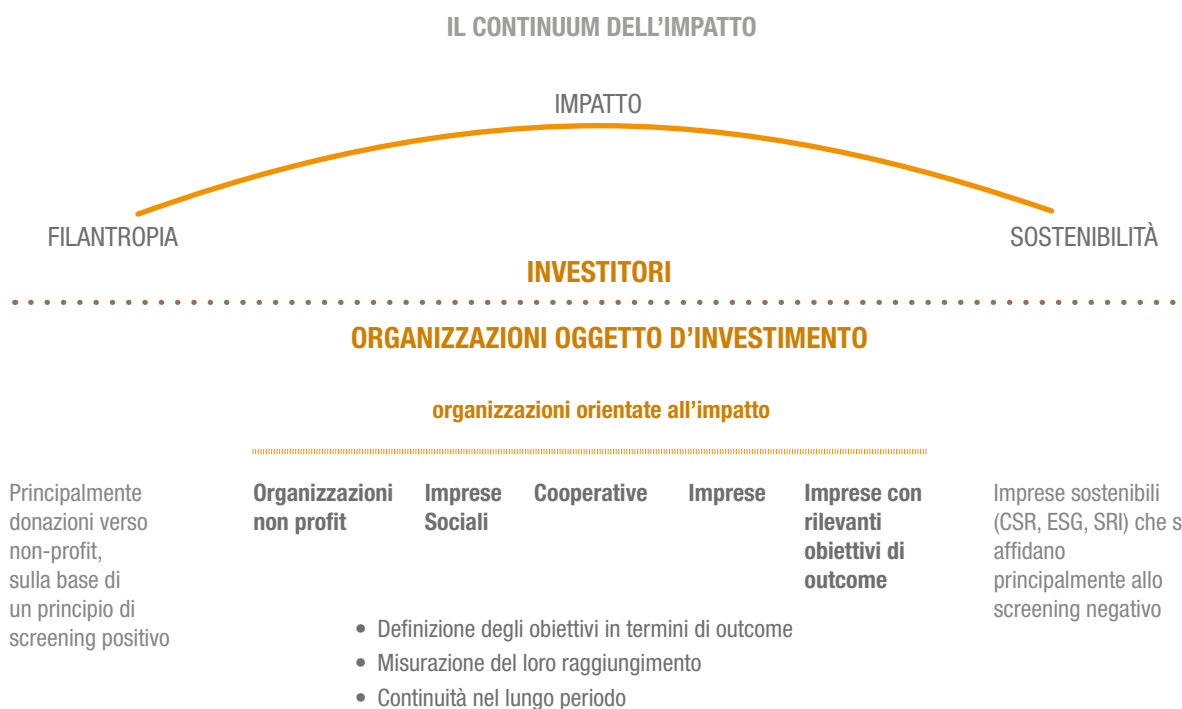 IL CONTINUUM DELL'IMPATTO
IMPATTO
FILANTROPIA
SOSTENIBILITÀ
INVESTITORI
ORGANIZZAZIONI OGGETTO D'INVESTIMENTO
organizzazioni orientate all'impatto
Principalmente
donazioni verso
non-profit,
sulla base di
un principio di
screening positivo
Organizzazioni
non profit
Imprese
Sociali
Cooperative
Imprese
Imprese con
rilevanti
obiettivi di
outcome
Imprese sostenibili
(CSR, ESG, SRI) che s
affidano
principalmente allo
screening negativo
• Definizione degli obiettivi in termini di outcome
• Misurazione del loro raggiungimento
• Continuità nel lungo periodo